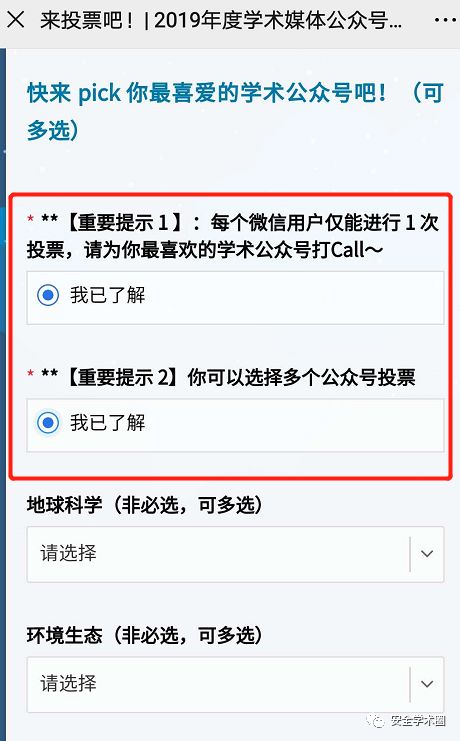 来投票吧！| 2019年度学术媒体公众号...
快来 pick 你最喜爱的学术公众号吧！（可
多选）
* **【重要提示 1 】：每个微信用户仅能进行 1 次
投票，请为你最喜欢的学术公众号打Call～
我已了解
* **【重要提示 2】你可以选择多个公众号投票
我已了解
地球科学（非必选，可多选）
请选择
环境生态（非必选，可多选）
请选择
安全学术圈